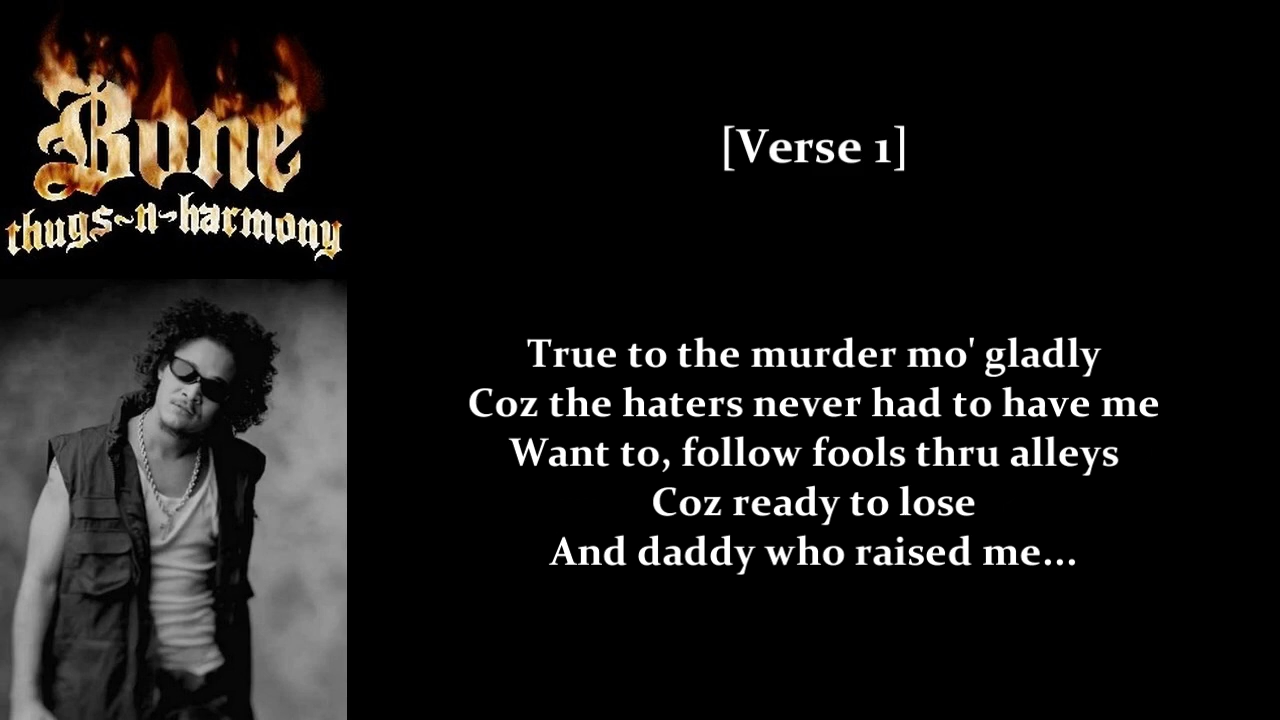 Bone
thugs~n~harmony
[Verse 1]
True to the murder mo' gladly
Coz the haters never had to have me
Want to, follow fools thru alleys
Coz ready to lose
And daddy who raised me...